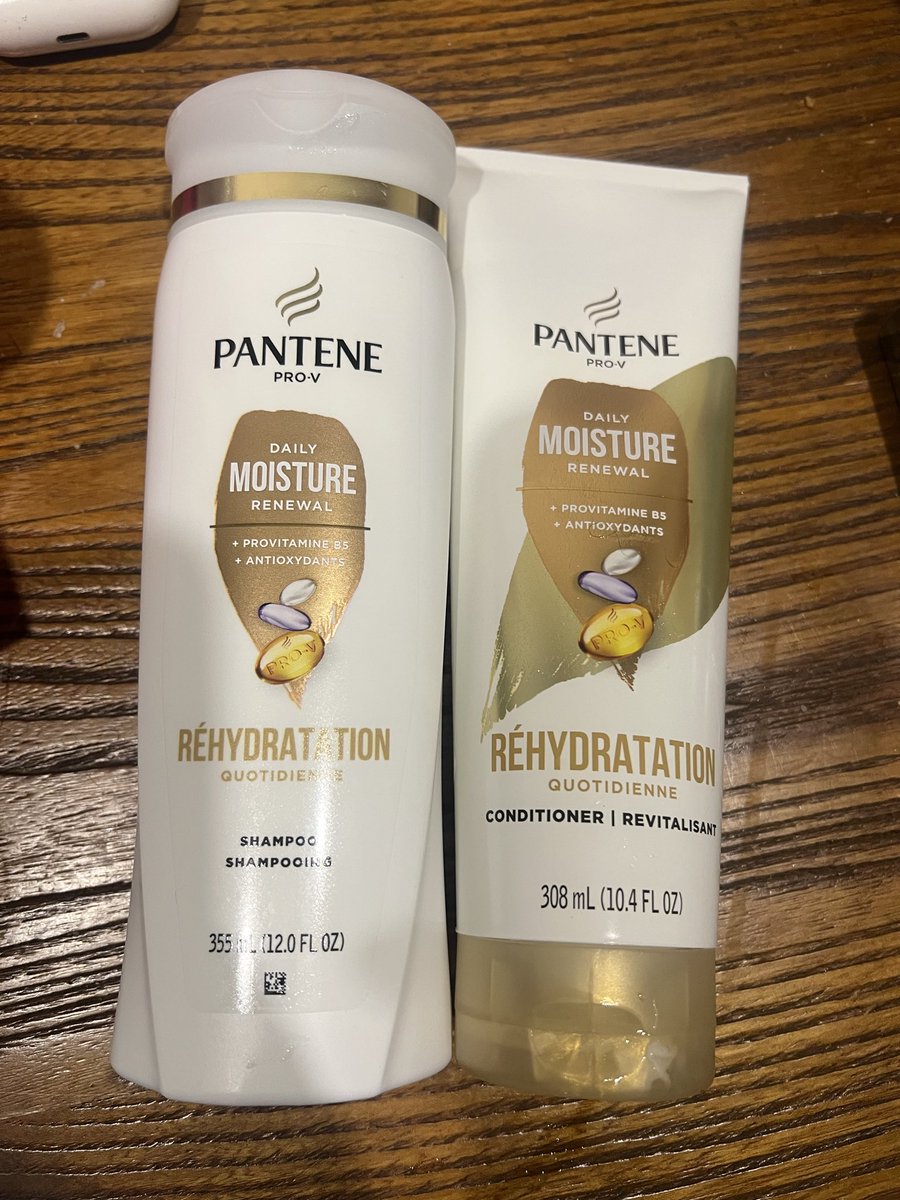 PANTENE
PRO-V
DAILY
MOISTURE
RENEWAL
+ PROVITAMINE B5
+ ANTIOXYDANTS
PRO-V
RÉHYDRATATION
QUOTIDIENNE
SHAMPOO
SHAMPOOING
355 mL (12.0 FL OZ)
PANTENE
PRO-V
DAILY
MOISTURE
RENEWAL
+ PROVITAMINE B5
+ ANTIOXYDANTS
PRO-V
RÉHYDRATATION
QUOTIDIENNE
CONDITIONER | REVITALISANT
308 mL (10.4 FL OZ)